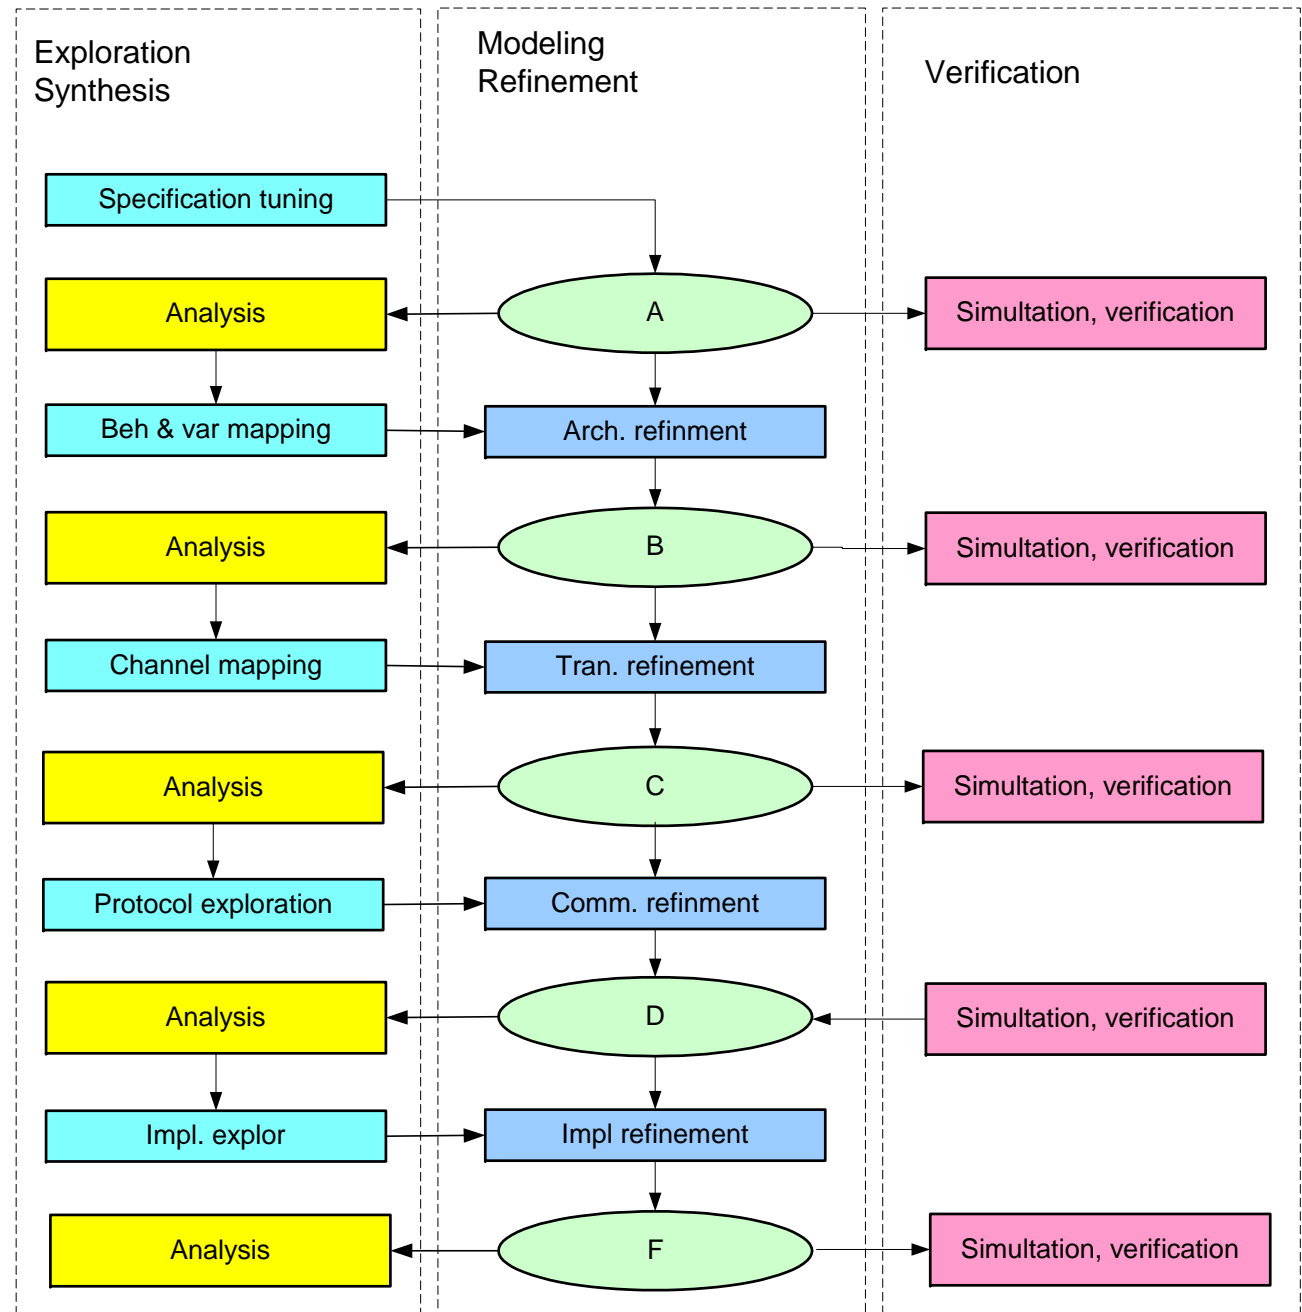 Exploration
Synthesis
Modeling
Refinement
Verification
Specification tuning
Analysis
A
Simultation, verification
Beh & var mapping
Arch. refinment
Analysis
B
Simultation, verification
Channel mapping
Tran. refinement
Analysis
C
Simultation, verification
Protocol exploration
Comm. refinment
Analysis
D
Simultation, verification
Impl. explor
Impl refinement
Analysis
F
Simultation, verification